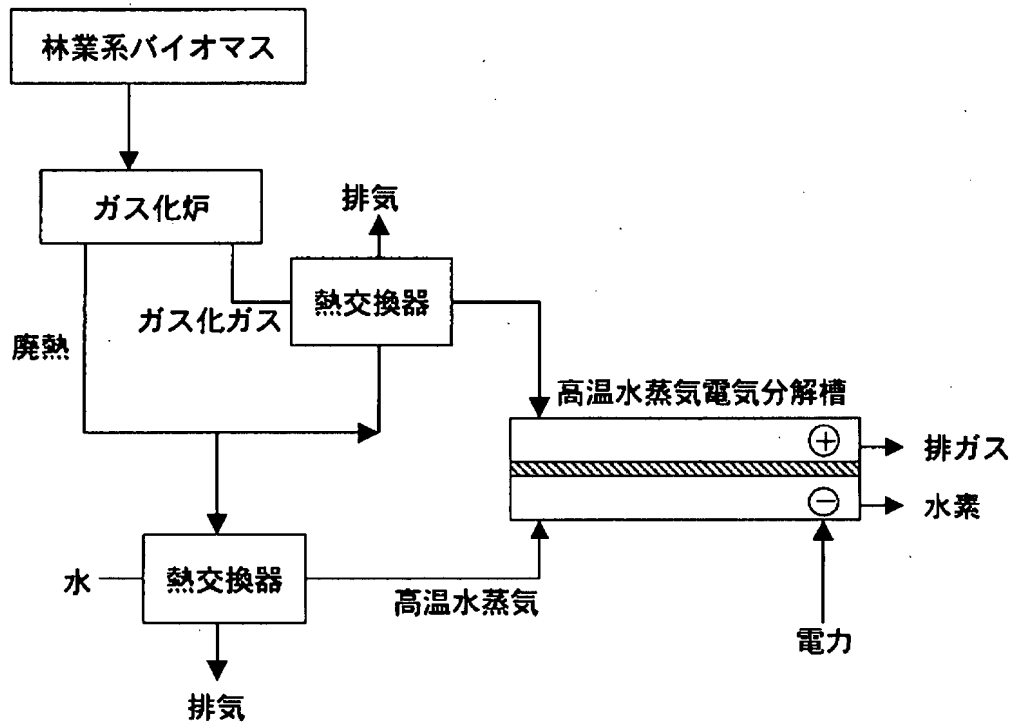 林業系バイオマス
ガス化炉
排気
熱交換器
ガス化ガス
廃熱
高温水蒸気電気分解槽
+
排ガス
−
水素
水
熱交換器
高温水蒸気
電力
排気